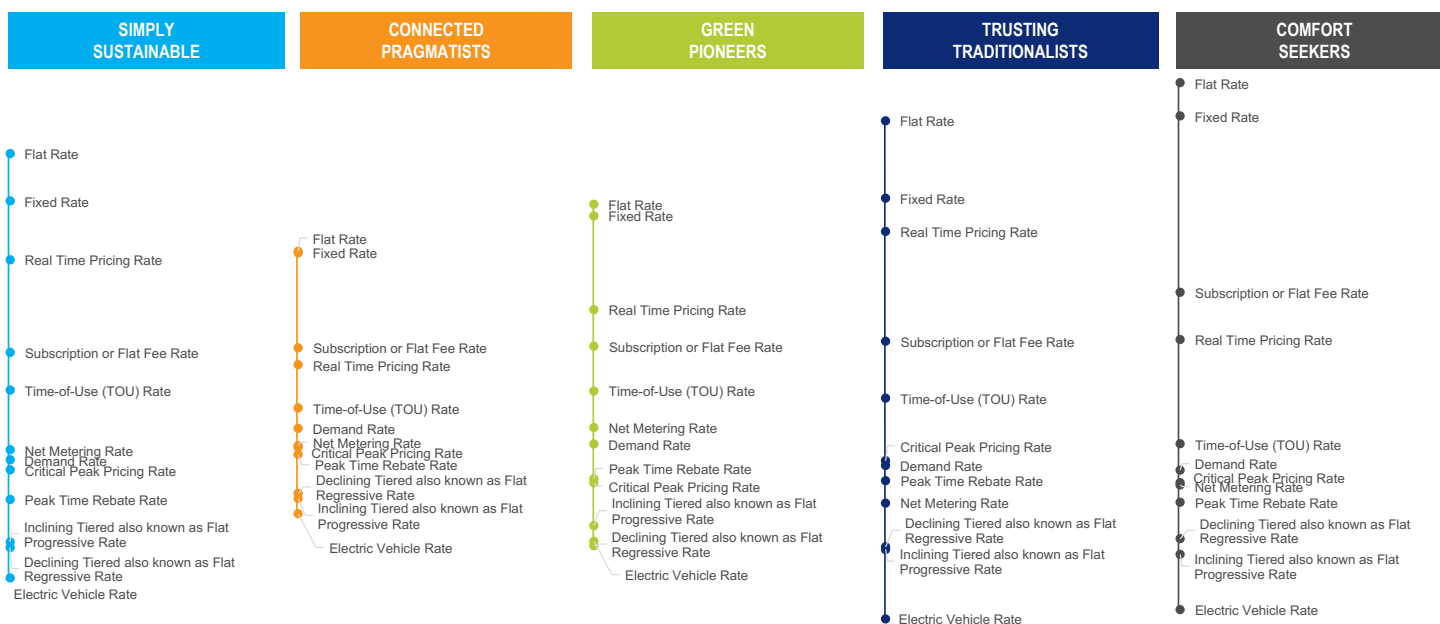 SIMPLY
SUSTAINABLE
Flat Rate
Fixed Rate
Real Time Pricing Rate
Subscription or Flat Fee Rate
Time-of-Use (TOU) Rate
Net Metering Rate
Demand Rate
Critical Peak Pricing Rate
Peak Time Rebate Rate
Inclining Tiered also known as Flat
Progressive Rate
Declining Tiered also known as Flat
Regressive Rate
Electric Vehicle Rate
CONNECTED
PRAGMATISTS
Flat Rate
Fixed Rate
Subscription or Flat Fee Rate
Real Time Pricing Rate
Time-of-Use (TOU) Rate
Demand Rate
Net Metering Rate
Critical Peak Pricing Rate
Peak Time Rebate Rate
Declining Tiered also known as Flat
Regressive Rate
Inclining Tiered also known as Flat
Progressive Rate
Electric Vehicle Rate
GREEN
PIONEERS
Flat Rate
Fixed Rate
Real Time Pricing Rate
Subscription or Flat Fee Rate
Time-of-Use (TOU) Rate
Net Metering Rate
Demand Rate
Peak Time Rebate Rate
Critical Peak Pricing Rate
Inclining Tiered also known as Flat
Progressive Rate
Declining Tiered also known as Flat
Regressive Rate
Electric Vehicle Rate
TRUSTING
TRADITIONALISTS
Flat Rate
Fixed Rate
Real Time Pricing Rate
Subscription or Flat Fee Rate
Time-of-Use (TOU) Rate
Critical Peak Pricing Rate
Demand Rate
Peak Time Rebate Rate
Net Metering Rate
Declining Tiered also known as Flat
Regressive Rate
Inclining Tiered also known as Flat
Progressive Rate
Electric Vehicle Rate
COMFORT
SEEKERS
Flat Rate
Fixed Rate
Subscription or Flat Fee Rate
Real Time Pricing Rate
Time-of-Use (TOU) Rate
Demand Rate
Critical Peak Pricing Rate
Net Metering Rate
Peak Time Rebate Rate
Declining Tiered also known as Flat
Regressive Rate
Inclining Tiered also known as Flat
Progressive Rate
Electric Vehicle Rate